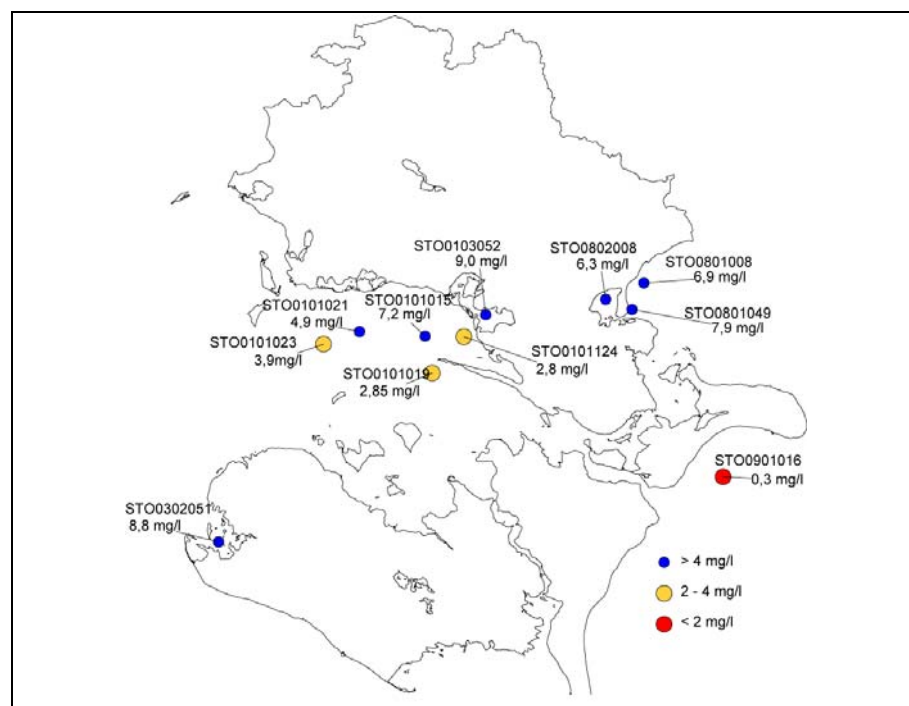 STO0103052
9,0 mg/l
STO0802008
6,3 mg/l
STO0801008
6,9 mg/l
STO0101021
4,9 mg/l
STO0101015
7,2 mg/l
STO0801049
7,9 mg/l
STO0101023
3,9mg/l
STO0101124
2,8 mg/l
STO0101019
2,85 mg/l
STO0901016
0,3 mg/l
STO0302051
8,8 mg/l
> 4 mg/l
2 - 4 mg/l
< 2 mg/l